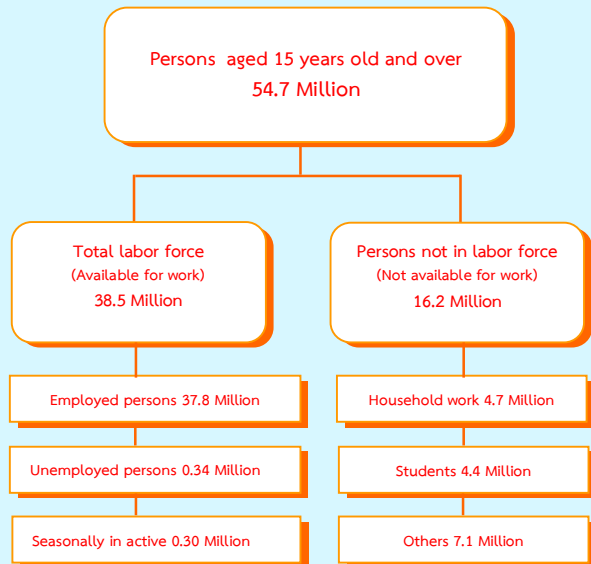 Persons aged 15 years old and over
54.7 Million
Total labor force
(Available for work)
38.5 Million
Persons not in labor force
(Not available for work)
16.2 Million
Employed persons 37.8 Million
Household work 4.7 Million
Unemployed persons 0.34 Million
Students 4.4 Million
Seasonally in active 0.30 Million
Others 7.1 Million